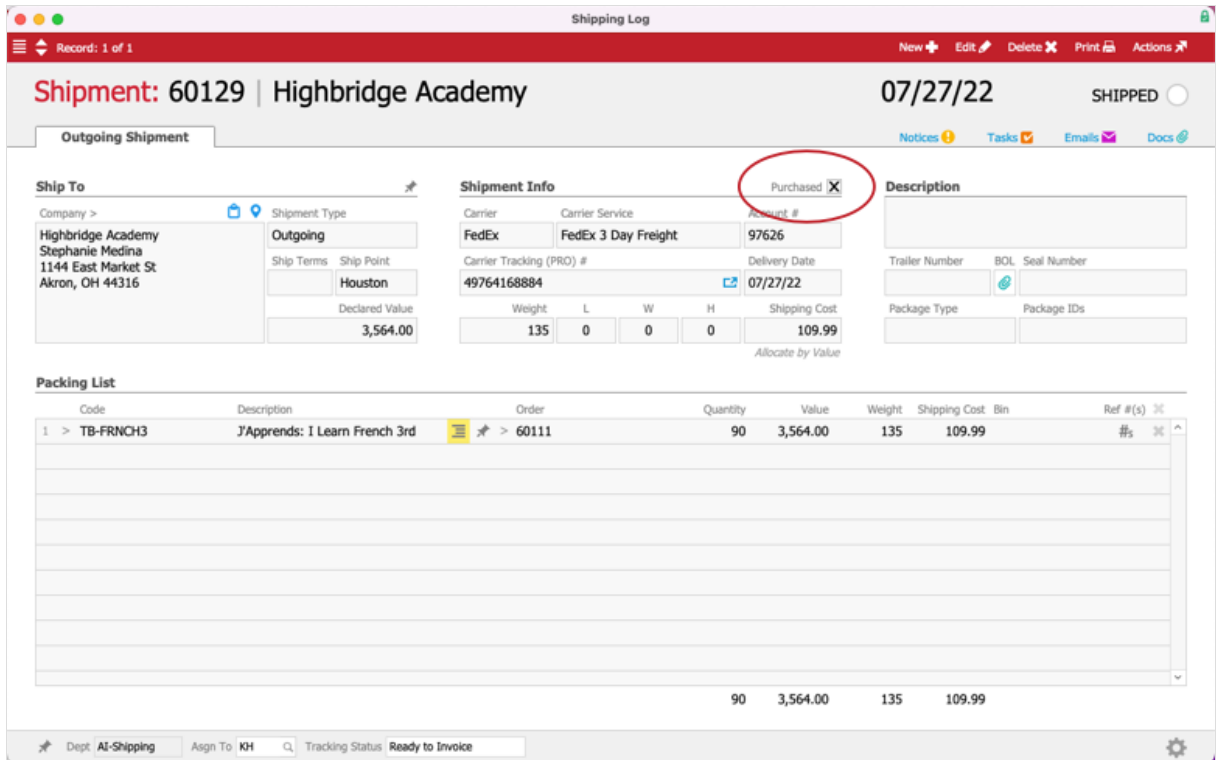 Shipping Log
Record: 1 of 1 New Edit Delete Print Actions
Shipment: 60129 | Highbridge Academy 07/27/22 SHIPPED
Outgoing Shipment Notices Tasks Emails Docs
Ship To Shipment Info Purchased X Description
Company > Shipment Type Carrier Carrier Service Account #
Highbridge Academy Outgoing FedEx FedEx 3 Day Freight 97626
Stephanie Medina
1144 East Market St Ship Terms Ship Point Carrier Tracking (PRO) # Delivery Date Trailer Number BOL Seal Number
Akron, OH 44316 Houston 49764168884 07/27/22
Declared Value Weight L W H Shipping Cost Package Type Package IDs
3,564.00 135 0 0 0 109.99
Allocate by Value
Packing List
Code Description Order Quantity Value Weight Shipping Cost Bin Ref #(s)
1 > TB-FRNCH3 J'Apprends: I Learn French 3rd > 60111 90 3,564.00 135 109.99 #s
90 3,564.00 135 109.99
Dept AI-Shipping Asgn To KH Tracking Status Ready to Invoice